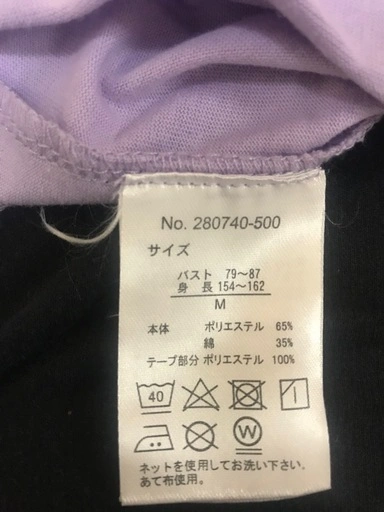 No. 280740-500
サイズ
バスト 79〜87
身 長 154〜162
M
本体 ポリエステル 65%
綿 35%
テープ部分 ポリエステル 100%
40
W
ネットを使用してお洗い下さい。
あて布使用。